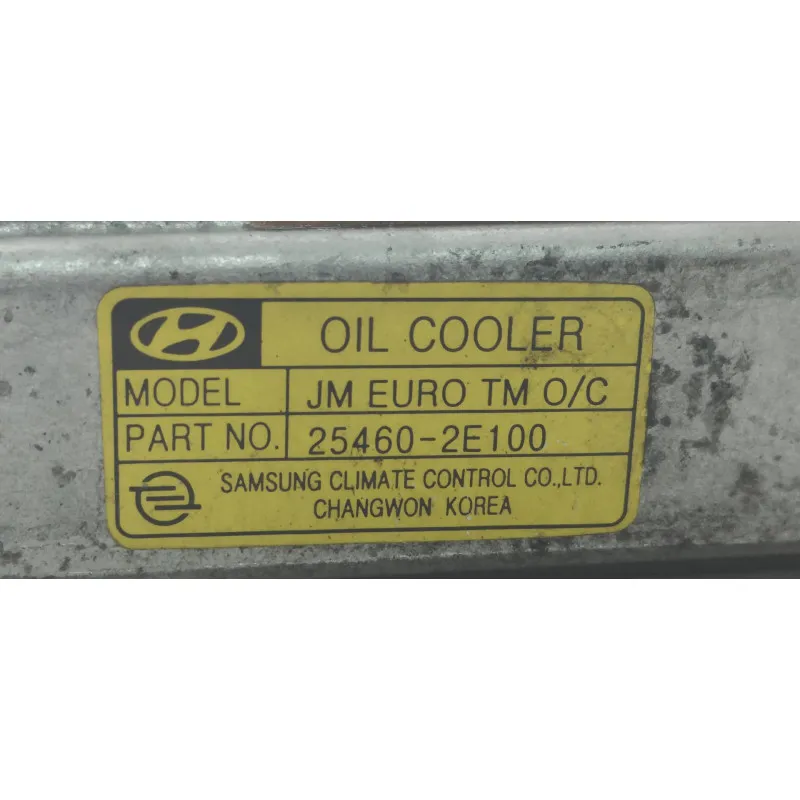 OIL COOLER
MODEL JM EURO TM O/C
PART NO. 25460-2E100
SAMSUNG CLIMATE CONTROL CO.,LTD.
CHANGWON KOREA